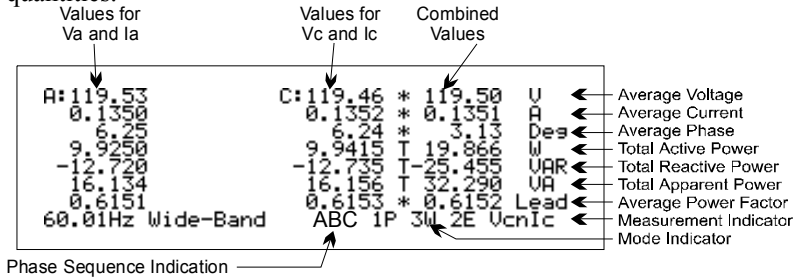 quantities.
Values for Va and Ia
Values for Vc and Ic
Combined Values
A:119.53 C:119.46 * 119.50 V Average Voltage
0.1350 0.1352 * 0.1351 A Average Current
6.25 6.24 * 3.13 Deg Average Phase
9.9250 9.9415 T 19.866 W Total Active Power
-12.720 -12.735 T-25.455 VAR Total Reactive Power
16.134 16.156 T 32.290 VA Total Apparent Power
0.6151 0.6153 * 0.6152 Lead Average Power Factor
60.01Hz Wide-Band ABC 1P 3W 2E VcnIc Measurement Indicator
Mode Indicator
Phase Sequence Indication